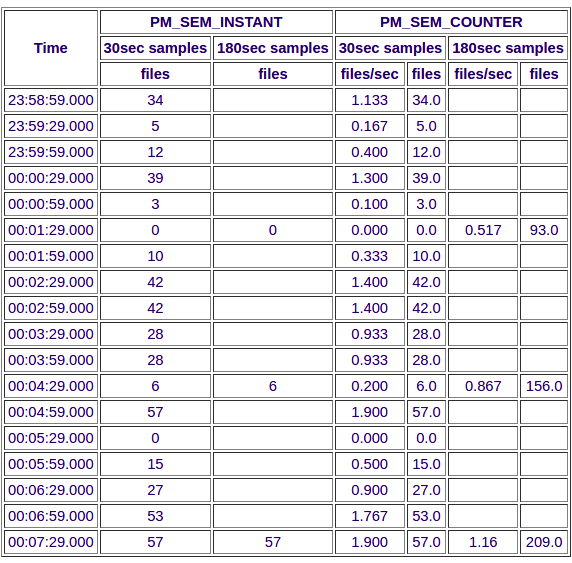 Time PM_SEM_INSTANT PM_SEM_COUNTER
30sec samples 180sec samples 30sec samples 180sec samples
files files files/sec files files/sec files
23:58:59.000 34 1.133 34.0
23:59:29.000 5 0.167 5.0
23:59:59.000 12 0.400 12.0
00:00:29.000 39 1.300 39.0
00:00:59.000 3 0.100 3.0
00:01:29.000 0 0 0.000 0.0 0.517 93.0
00:01:59.000 10 0.333 10.0
00:02:29.000 42 1.400 42.0
00:02:59.000 42 1.400 42.0
00:03:29.000 28 0.933 28.0
00:03:59.000 28 0.933 28.0
00:04:29.000 6 6 0.200 6.0 0.867 156.0
00:04:59.000 57 1.900 57.0
00:05:29.000 0 0.000 0.0
00:05:59.000 15 0.500 15.0
00:06:29.000 27 0.900 27.0
00:06:59.000 53 1.767 53.0
00:07:29.000 57 57 1.900 57.0 1.16 209.0